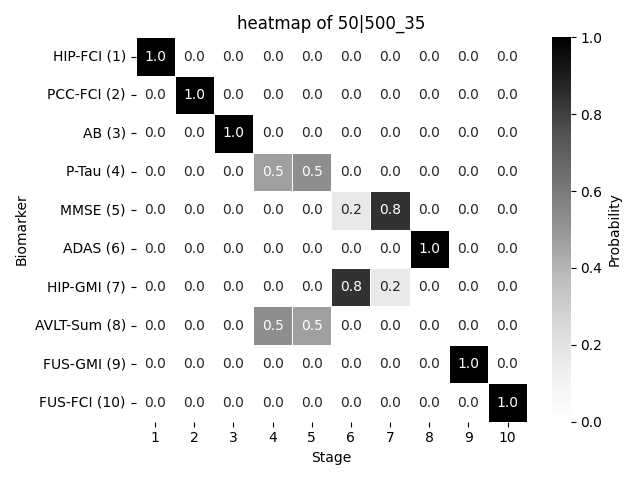 heatmap of 50|500_35
HIP-FCI (1) 1.0 0.0 0.0 0.0 0.0 0.0 0.0 0.0 0.0 0.0
PCC-FCI (2) 0.0 1.0 0.0 0.0 0.0 0.0 0.0 0.0 0.0 0.0
AB (3) 0.0 0.0 1.0 0.0 0.0 0.0 0.0 0.0 0.0 0.0
P-Tau (4) 0.0 0.0 0.0 0.5 0.5 0.0 0.0 0.0 0.0 0.0
MMSE (5) 0.0 0.0 0.0 0.0 0.0 0.2 0.8 0.0 0.0 0.0
ADAS (6) 0.0 0.0 0.0 0.0 0.0 0.0 0.0 1.0 0.0 0.0
HIP-GMI (7) 0.0 0.0 0.0 0.0 0.0 0.8 0.2 0.0 0.0 0.0
AVLT-Sum (8) 0.0 0.0 0.0 0.5 0.5 0.0 0.0 0.0 0.0 0.0
FUS-GMI (9) 0.0 0.0 0.0 0.0 0.0 0.0 0.0 0.0 1.0 0.0
FUS-FCI (10) 0.0 0.0 0.0 0.0 0.0 0.0 0.0 0.0 0.0 1.0
1 2 3 4 5 6 7 8 9 10
Stage
Biomarker
1.0
0.8
0.6
0.4
0.2
0.0
Probability